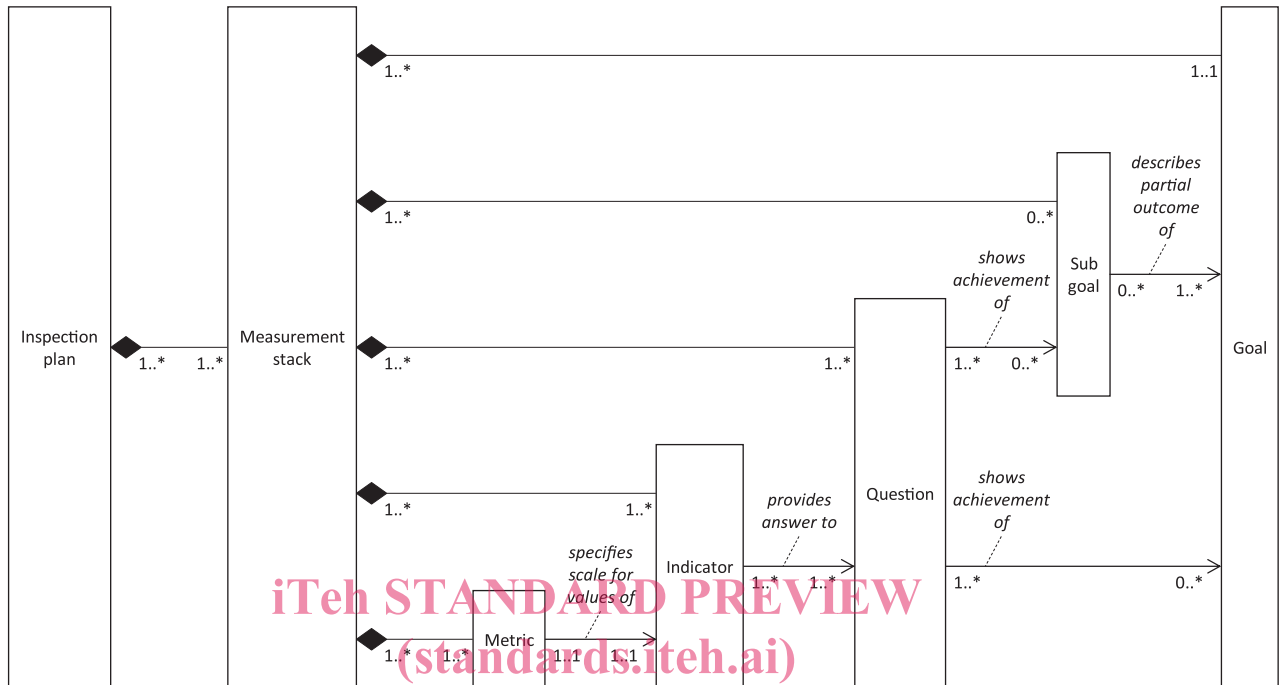 1..*
1..1
describes
partial
outcome
of
1..*
0..*
shows
achievement
of
Sub
goal
0..*
1..*
Inspection
plan
1..*
1..*
Measurement
stack
1..*
1..*
1..*
0..*
Goal
shows
achievement
of
Question
1..*
1..*
provides
answer to
specifies
scale for
values of
Indicator
1..*
1..*
1..*
0..*
iTeh STANDARD PREVIEW
Metric
1..*
1..*
1..1
1..1
(standards.iteh.ai)